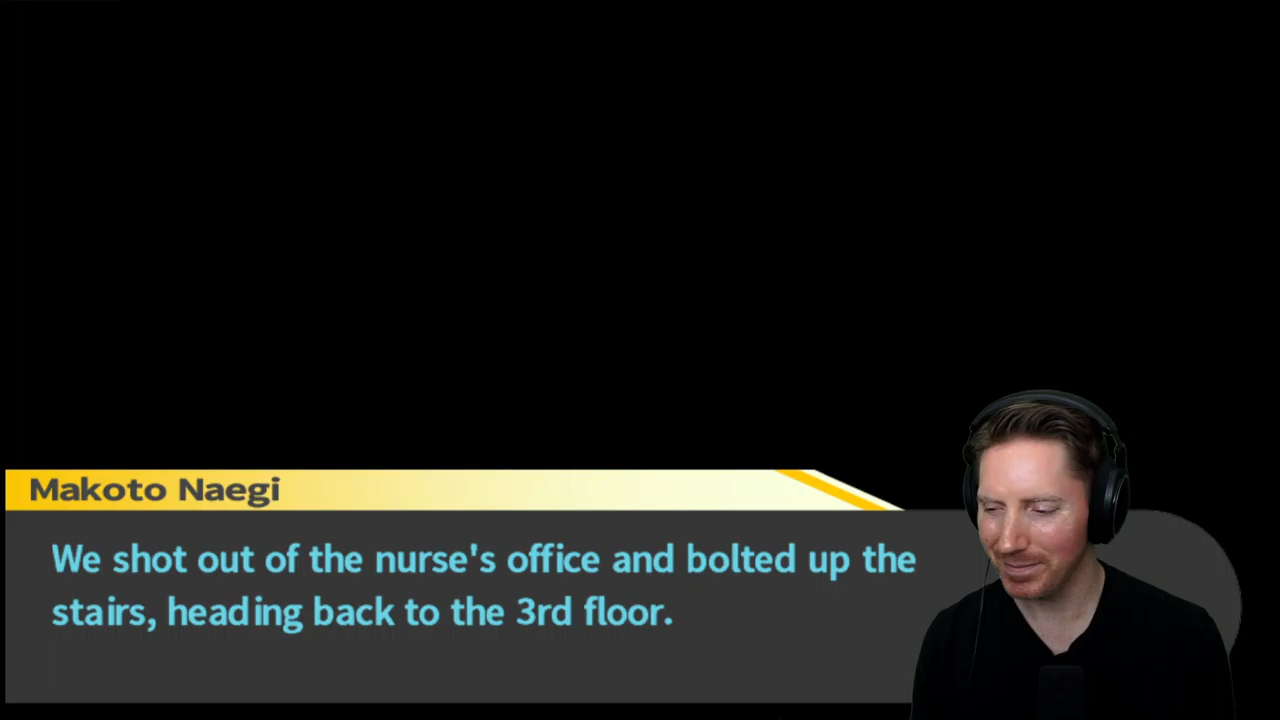 Makoto Naegi
We shot out of the nurse's office and bolted up the
stairs, heading back to the 3rd floor.